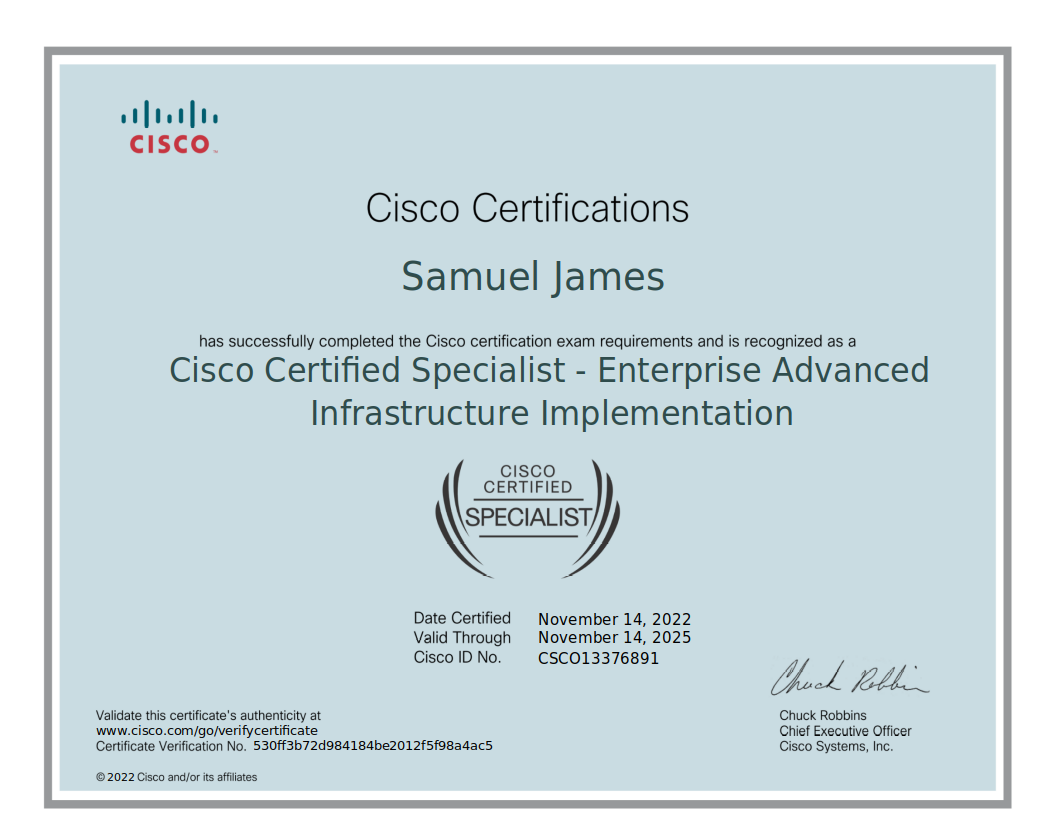 CISCO™
Cisco Certifications
Samuel James
has successfully completed the Cisco certification exam requirements and is recognized as a
Cisco Certified Specialist - Enterprise Advanced
Infrastructure Implementation
CISCO
CERTIFIED
SPECIALIST
Date Certified November 14, 2022
Valid Through November 14, 2025
Cisco ID No. CSCO13376891
Chuck Robbins
Validate this certificate's authenticity at
www.cisco.com/go/verifycertificate
Certificate Verification No. 530ff3b72d984184be2012f5f98a4ac5
Chuck Robbins
Chief Executive Officer
Cisco Systems, Inc.
© 2022 Cisco and/or its affiliates